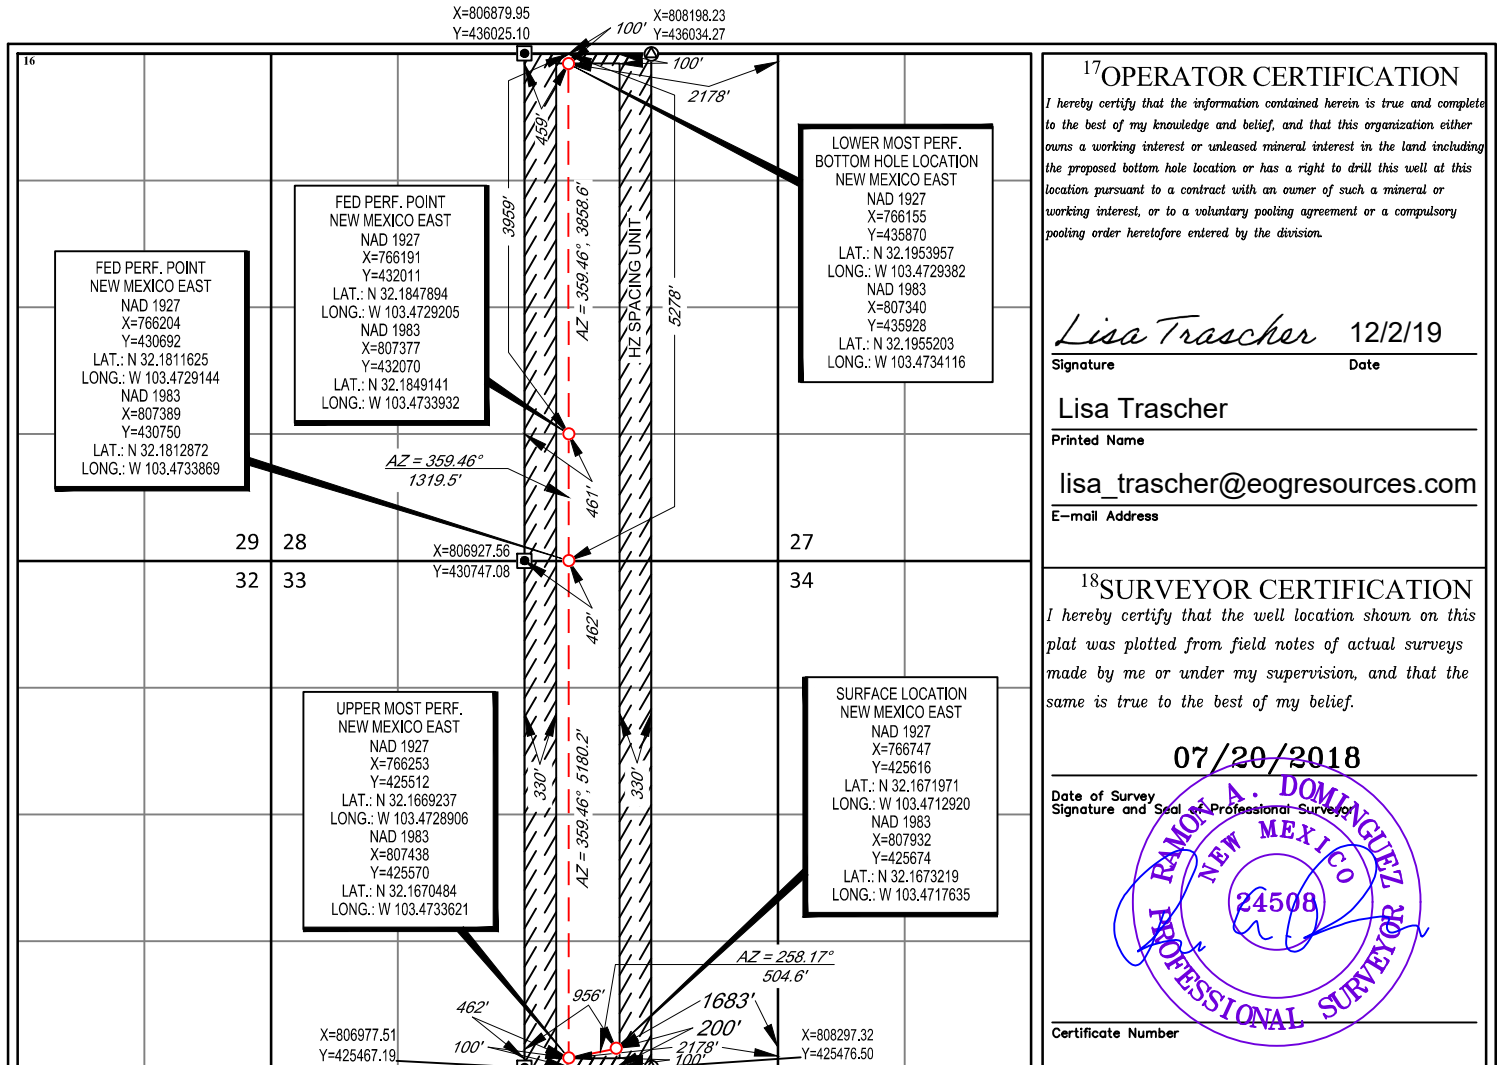 X=806879.95
Y=436025.10
X=808198.23
Y=436034.27
100'
100'
2178'
16
459'
3959'
AZ = 359.46°, 3858.6'
HZ SPACING UNIT
5278'
LOWER MOST PERF.
BOTTOM HOLE LOCATION
NEW MEXICO EAST
NAD 1927
X=766155
Y=435870
LAT.: N 32.1953957
LONG.: W 103.4729382
NAD 1983
X=807340
Y=435928
LAT.: N 32.1955203
LONG.: W 103.4734116
FED PERF. POINT
NEW MEXICO EAST
NAD 1927
X=766191
Y=432011
LAT.: N 32.1847894
LONG.: W 103.4729205
NAD 1983
X=807377
Y=432070
LAT.: N 32.1849141
LONG.: W 103.4733932
FED PERF. POINT
NEW MEXICO EAST
NAD 1927
X=766204
Y=430692
LAT.: N 32.1811625
LONG.: W 103.4729144
NAD 1983
X=807389
Y=430750
LAT.: N 32.1812872
LONG.: W 103.4733869
AZ = 359.46°
1319.5'
461'
29 28
27
X=806927.56
Y=430747.08
32 33
34
462'
UPPER MOST PERF.
NEW MEXICO EAST
NAD 1927
X=766253
Y=425512
LAT.: N 32.1669237
LONG.: W 103.4728906
NAD 1983
X=807438
Y=425570
LAT.: N 32.1670484
LONG.: W 103.4733621
330'
AZ = 359.46°, 5180.2'
330'
SURFACE LOCATION
NEW MEXICO EAST
NAD 1927
X=766747
Y=425616
LAT.: N 32.1671971
LONG.: W 103.4712920
NAD 1983
X=807932
Y=425674
LAT.: N 32.1673219
LONG.: W 103.4717635
AZ = 258.17°
504.6'
956'
462'
1683'
200'
100'
2178'
100'
X=806977.51
Y=425467.19
X=808297.32
Y=425476.50
17OPERATOR CERTIFICATION
I hereby certify that the information contained herein is true and complete
to the best of my knowledge and belief, and that this organization either
owns a working interest or unleased mineral interest in the land including
the proposed bottom hole location or has a right to drill this well at this
location pursuant to a contract with an owner of such a mineral or
working interest, or to a voluntary pooling agreement or a compulsory
pooling order heretofore entered by the division.
Lisa Trascher 12/2/19
Signature Date
Lisa Trascher
Printed Name
lisa_trascher@eogresources.com
E-mail Address
18SURVEYOR CERTIFICATION
I hereby certify that the well location shown on this
plat was plotted from field notes of actual surveys
made by me or under my supervision, and that the
same is true to the best of my belief.
07/20/2018
Date of Survey
Signature and Seal of Professional Surveyor
RAMON A. DOMINGUEZ
NEW MEXICO
24508
PROFESSIONAL SURVEYOR
Certificate Number